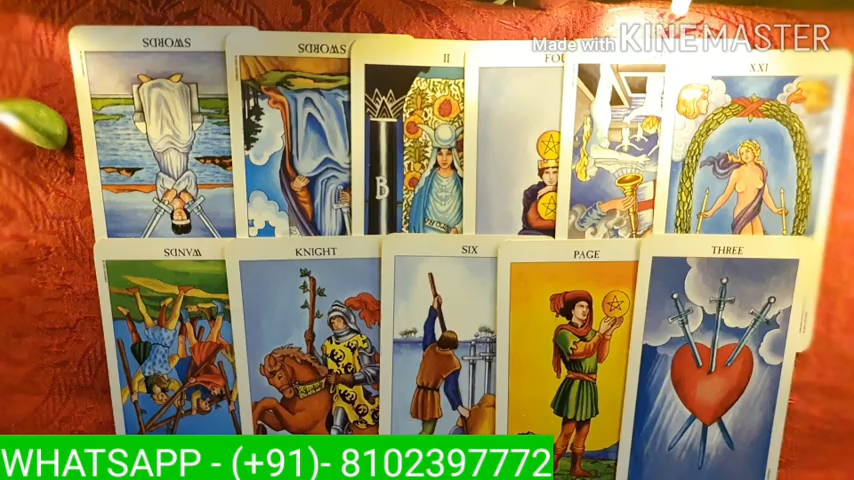 Made with KINEMASTER
SWORDS
SWORDS
II
B
FOU
XXI
WANDS
KNIGHT
SIX
PAGE
THREE
WHATSAPP - (+91)- 8102397772